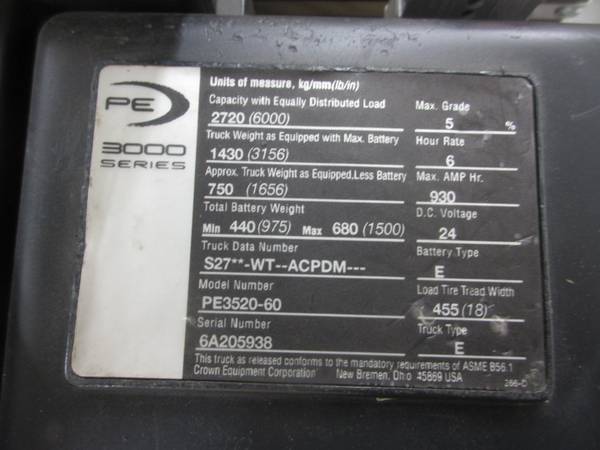 PE
3000
SERIES
Units of measure, kg/mm(lb/in)
Capacity with Equally Distributed Load
2720 (6000)
Truck Weight as Equipped with Max. Battery
1430 (3156)
Approx. Truck Weight as Equipped, Less Battery
750 (1656)
Total Battery Weight
Min 440 (975) Max 680 (1500)
Truck Data Number
S27**-WT--ACPDM---
Model Number
PE3520-60
Serial Number
6A205938
Max. Grade
5 %
Hour Rate
6
Max. AMP Hr.
930
D.C. Voltage
24
Battery Type
E
Load Tire Tread Width
455 (18)
Truck Type
E
This truck as released conforms to the mandatory requirements of ASME B56.1
Crown Equipment Corporation New Bremen, Ohio 45869 USA
266-D